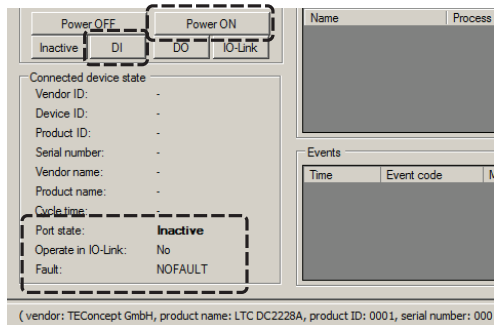 Power OFF Power ON
Inactive DI DO IO-Link
Connected device state
Vendor ID: -
Device ID: -
Product ID: -
Serial number: -
Vendor name: -
Product name: -
Cycle time: -
Port state: Inactive
Operate in IO-Link: No
Fault: NOFAULT
Name Process
Events
Time Event code
( vendor: TEConcept GmbH, product name: LTC DC2228A, product ID: 0001, serial number: 000